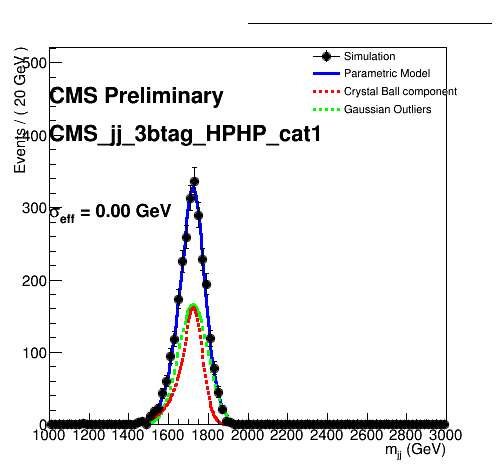 Simulation
Parametric Model
Crystal Ball component
Gaussian Outliers
CMS Preliminary
CMS_jj_3btag_HPHP_cat1
σeff = 0.00 GeV
Events / ( 20 GeV )
500
400
300
200
100
0
1000 1200 1400 1600 1800 2000 2200 2400 2600 2800 3000
mjj (GeV)